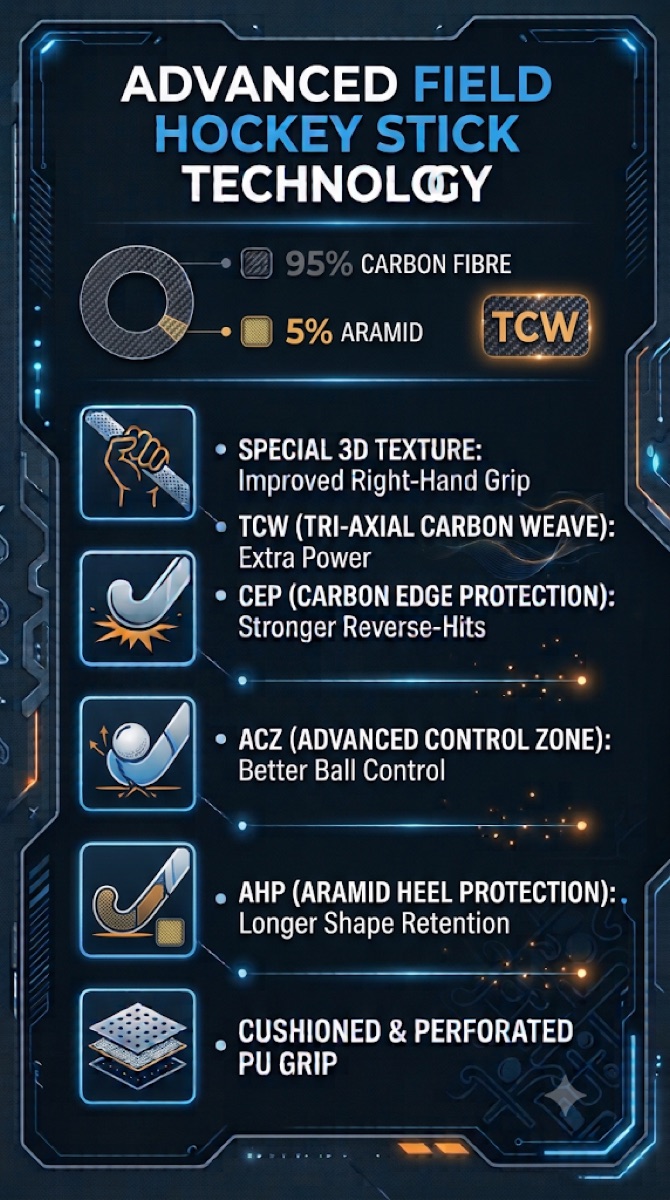 ADVANCED FIELD
HOCKEY STICK
TECHNOLOGY
95% CARBON FIBRE
5% ARAMID
TCW
SPECIAL 3D TEXTURE:
Improved Right-Hand Grip
TCW (TRI-AXIAL CARBON WEAVE):
Extra Power
CEP (CARBON EDGE PROTECTION):
Stronger Reverse-Hits
ACZ (ADVANCED CONTROL ZONE):
Better Ball Control
AHP (ARAMID HEEL PROTECTION):
Longer Shape Retention
CUSHIONED & PERFORATED
PU GRIP